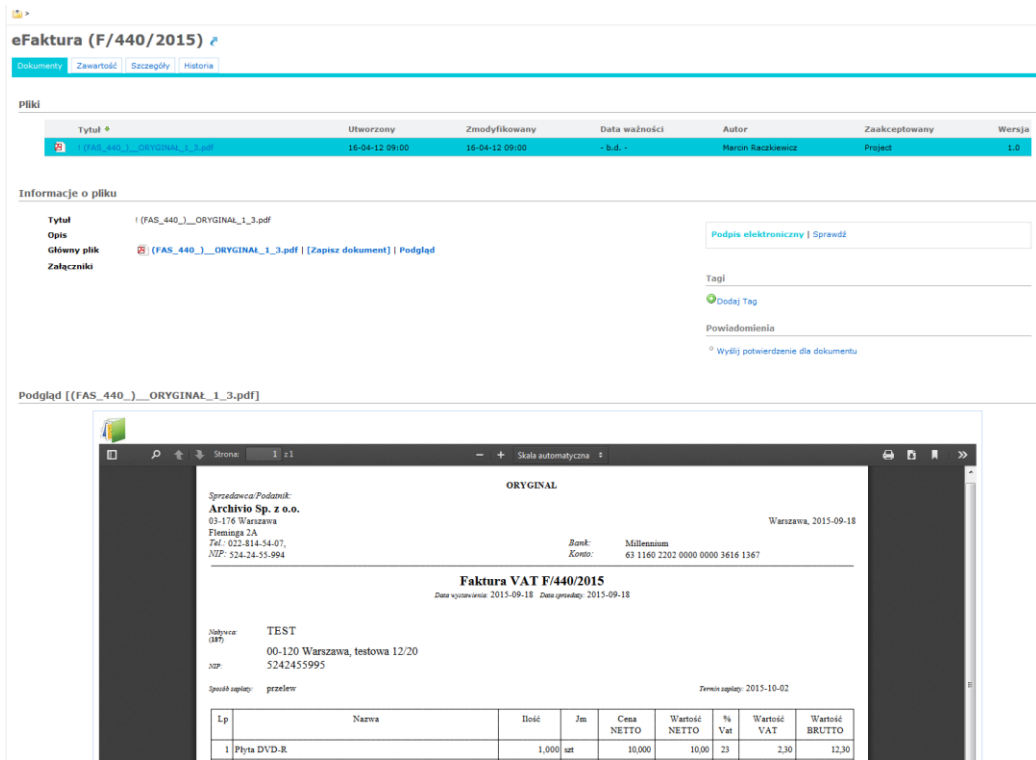 >
eFaktura (F/440/2015)
Dokumenty Zawartość Szczegóły Historia
Pliki
Tytuł Utworzony Zmodyfikowany Data ważności Autor Zaakceptowany Wersja
! (FAS_440_)__ORYGINAŁ_1_3.pdf 16-04-12 09:00 16-04-12 09:00 - b.d. - Marcin Raczkiewicz Project 1.0
Informacje o pliku
Tytuł ! (FAS_440_)__ORYGINAŁ_1_3.pdf
Opis
Główny plik (FAS_440_)__ORYGINAŁ_1_3.pdf | [Zapisz dokument] | Podgląd
Załączniki
Podpis elektroniczny | Sprawdź
Tagi
Dodaj Tag
Powiadomienia
Wyślij potwierdzenie dla dokumentu
Podgląd [(FAS_440_)__ORYGINAŁ_1_3.pdf]
Strona: 1 z 1 Skala automatyczna
ORYGINAL
Sprzedawca/Podatnik:
Archivio Sp. z o.o.
03-176 Warszawa Warszawa, 2015-09-18
Fleminga 2A
Tel.: 022-814-54-07, Bank: Millennium
NIP: 524-24-55-994 Konto: 63 1160 2202 0000 0000 3616 1367
Faktura VAT F/440/2015
Data wystawienia: 2015-09-18 Data sprzedaży: 2015-09-18
Nabywca: TEST
(187)
00-120 Warszawa, testowa 12/20
NIP: 5242455995
Sposób zapłaty: przelew Termin zapłaty: 2015-10-02
Lp Nazwa Ilość Jm Cena NETTO Wartość NETTO % Vat Wartość VAT Wartość BRUTTO
1 Płyta DVD-R 1,000 szt 10,000 10,00 23 2,30 12,30